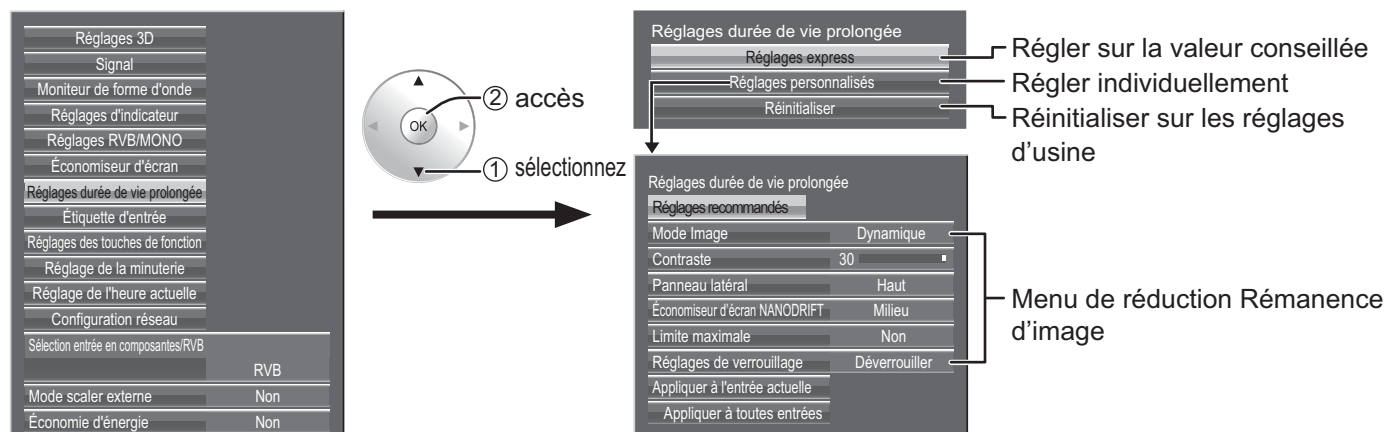 Réglages 3D
Signal
Moniteur de forme d'onde
Réglages d'indicateur
Réglages RVB/MONO
Économiseur d'écran
Réglages durée de vie prolongée
Étiquette d'entrée
Réglages des touches de fonction
Réglage de la minuterie
Réglage de l'heure actuelle
Configuration réseau
Sélection entrée en composantes/RVB
RVB
Mode scaler externe Non
Économie d'énergie Non
OK
② accès
① sélectionnez
Réglages durée de vie prolongée
Réglages express
Réglages personnalisés
Réinitialiser
Régler sur la valeur conseillée
Régler individuellement
Réinitialiser sur les réglages
d'usine
Réglages durée de vie prolongée
Réglages recommandés
Mode Image Dynamique
Contraste 30
Panneau latéral Haut
Économiseur d'écran NANODRIFT Milieu
Limite maximale Non
Réglages de verrouillage Déverrouiller
Appliquer à l'entrée actuelle
Appliquer à toutes entrées
Menu de réduction Rémanence
d'image